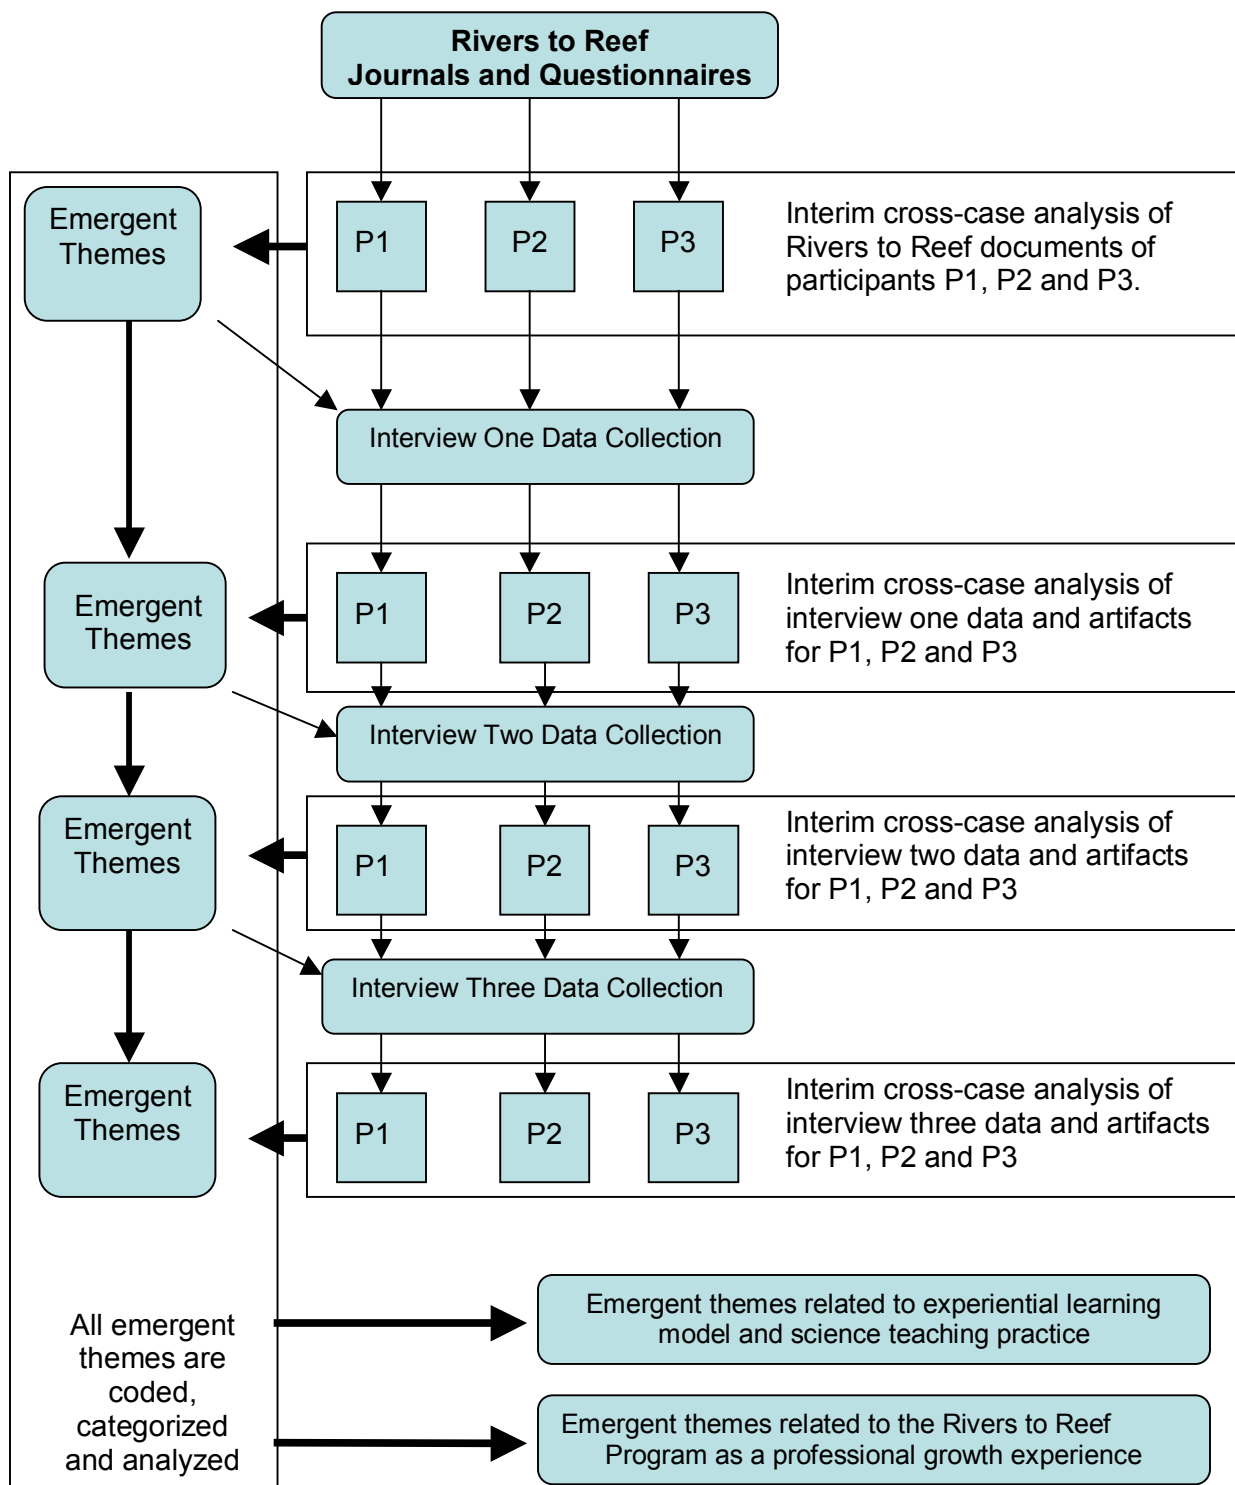 Rivers to Reef
Journals and Questionnaires
Emergent
Themes
P1
P2
P3
Interim cross-case analysis of
Rivers to Reef documents of
participants P1, P2 and P3.
Interview One Data Collection
Emergent
Themes
P1
P2
P3
Interim cross-case analysis of
interview one data and artifacts
for P1, P2 and P3
Interview Two Data Collection
Emergent
Themes
P1
P2
P3
Interim cross-case analysis of
interview two data and artifacts
for P1, P2 and P3
Interview Three Data Collection
Emergent
Themes
P1
P2
P3
Interim cross-case analysis of
interview three data and artifacts
for P1, P2 and P3
All emergent
themes are
coded,
categorized
and analyzed
Emergent themes related to experiential learning
model and science teaching practice
Emergent themes related to the Rivers to Reef
Program as a professional growth experience